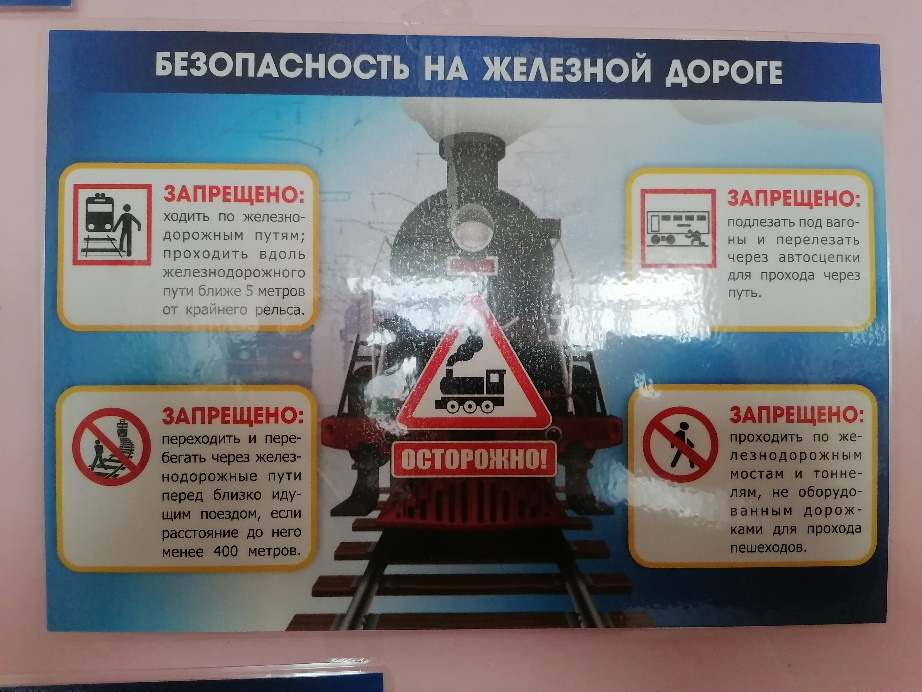 БЕЗОПАСНОСТЬ НА ЖЕЛЕЗНОЙ ДОРОГЕ
ЗАПРЕЩЕНО:
ходить по железно-
дорожным путям;
проходить вдоль
железнодорожного
пути ближе 5 метров
от крайнего рельса.
ЗАПРЕЩЕНО:
подлезать под ваго-
ны и перелезать
через автосцепки
для прохода через
путь.
ЗАПРЕЩЕНО:
переходить и пере-
бегать через желез-
нодорожные пути
перед близко иду-
щим поездом, если
расстояние до него
менее 400 метров.
ОСТОРОЖНО!
ЗАПРЕЩЕНО:
проходить по же-
лезнодорожным
мостам и тонне-
лям, не оборудо-
ванным дорож-
ками для прохода
пешеходов.